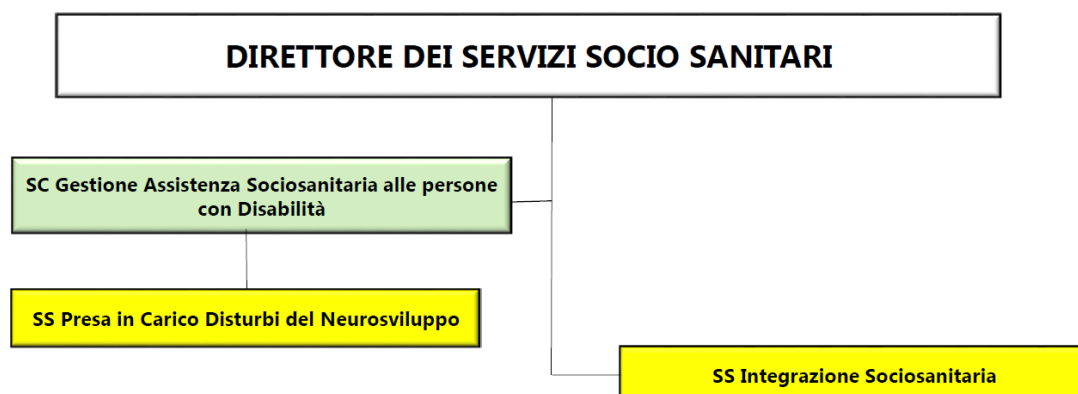 DIRETTORE DEI SERVIZI SOCIO SANITARI
SC Gestione Assistenza Sociosanitaria alle persone
con Disabilità
SS Presa in Carico Disturbi del Neurosviluppo
SS Integrazione Sociosanitaria